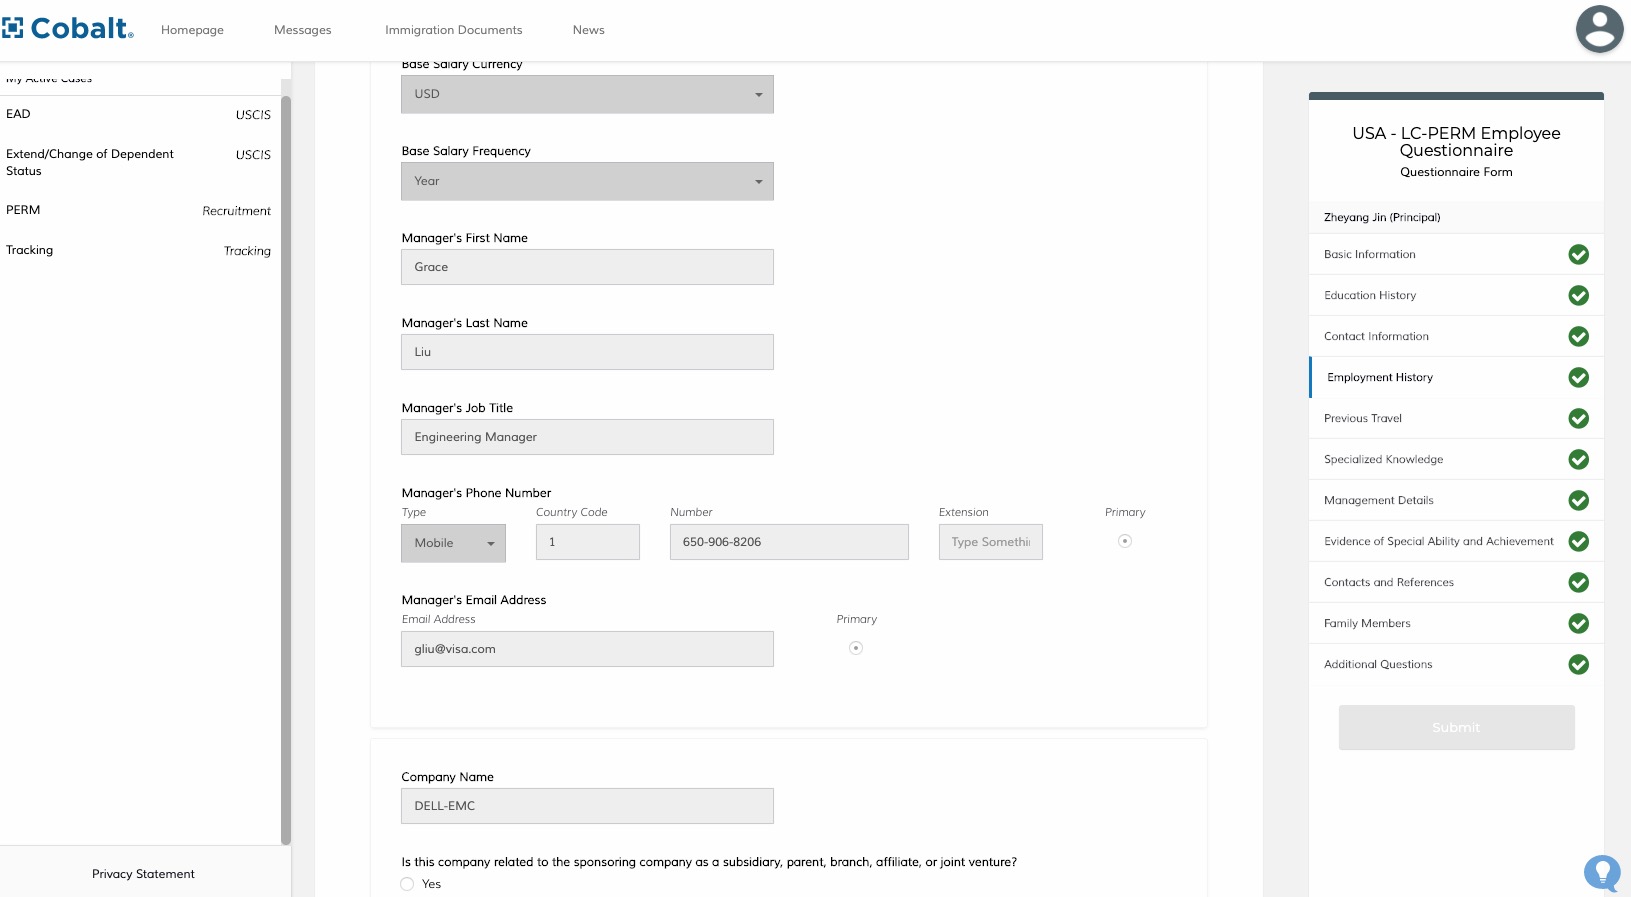 Cobalt®
Homepage
Messages
Immigration Documents
News
My Active Cases
EAD
USCIS
Extend/Change of Dependent
Status
USCIS
PERM
Recruitment
Tracking
Tracking
Privacy Statement
Base Salary Currency
USD
Base Salary Frequency
Year
Manager's First Name
Grace
Manager's Last Name
Liu
Manager's Job Title
Engineering Manager
Manager's Phone Number
Type Country Code Number Extension Primary
Mobile 1 650-906-8206 Type Somethi
Manager's Email Address
Email Address Primary
gliu@visa.com
Company Name
DELL-EMC
Is this company related to the sponsoring company as a subsidiary, parent, branch, affiliate, or joint venture?
Yes
USA - LC-PERM Employee
Questionnaire
Questionnaire Form
Zheyang Jin (Principal)
Basic Information
Education History
Contact Information
Employment History
Previous Travel
Specialized Knowledge
Management Details
Evidence of Special Ability and Achievement
Contacts and References
Family Members
Additional Questions
Submit